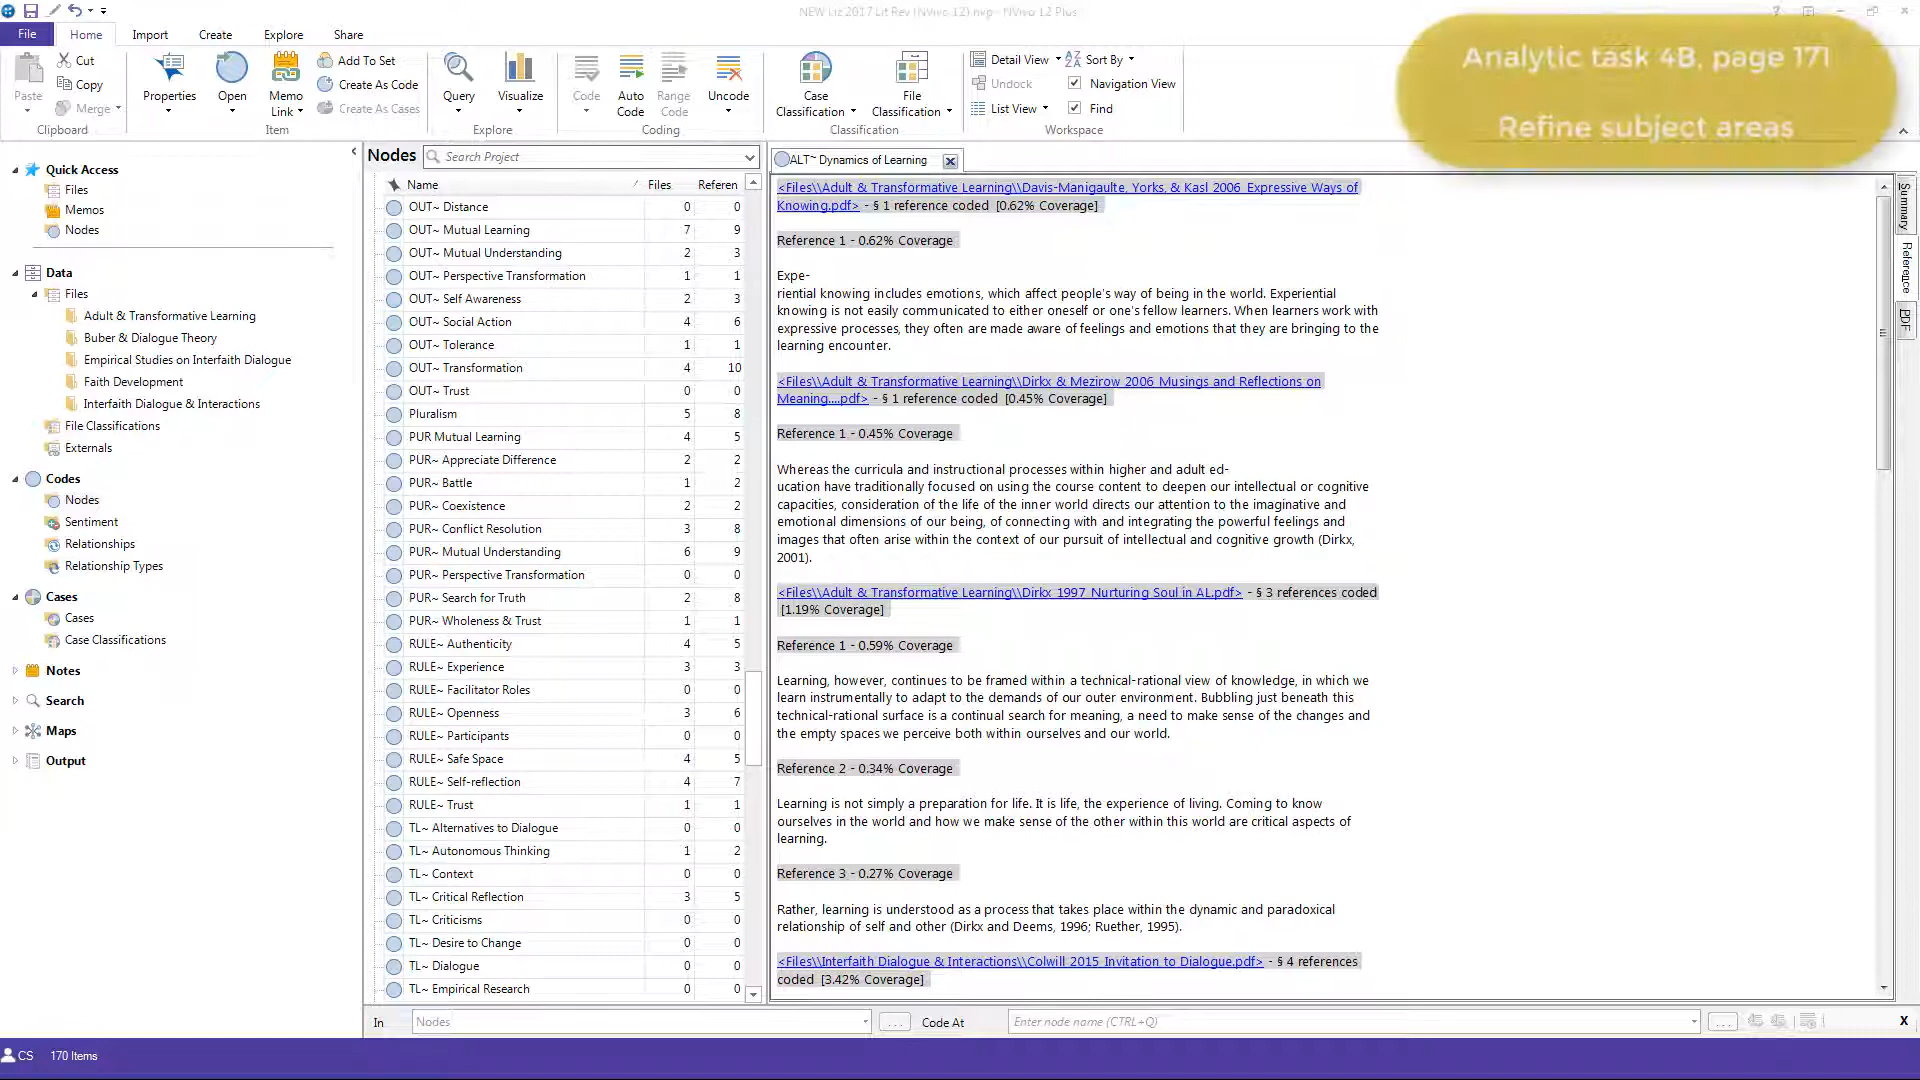 NEW Liz 2017 Lit Rev (NVivo 12).nvp - NVivo 12 Plus
File
Home
Import
Create
Explore
Share
Paste
Cut
Copy
Merge
Clipboard
Properties
Open
Memo Link
Add To Set
Create As Code
Create As Cases
Item
Query
Visualize
Explore
Code
Auto Code
Range Code
Uncode
Coding
Case Classification
File Classification
Classification
Detail View
Undock
List View
Sort By
Navigation View
Find
Workspace
Analytic task 4B, page 171
Refine subject areas
Quick Access
Files
Memos
Nodes
Data
Files
Adult & Transformative Learning
Buber & Dialogue Theory
Empirical Studies on Interfaith Dialogue
Faith Development
Interfaith Dialogue & Interactions
File Classifications
Externals
Codes
Nodes
Sentiment
Relationships
Relationship Types
Cases
Cases
Case Classifications
Notes
Search
Maps
Output
Nodes
Search Project
Name Files Referen
OUT~ Distance 0 0
OUT~ Mutual Learning 7 9
OUT~ Mutual Understanding 2 3
OUT~ Perspective Transformation 1 1
OUT~ Self Awareness 2 3
OUT~ Social Action 4 6
OUT~ Tolerance 1 1
OUT~ Transformation 4 10
OUT~ Trust 0 0
Pluralism 5 8
PUR Mutual Learning 4 5
PUR~ Appreciate Difference 2 2
PUR~ Battle 1 2
PUR~ Coexistence 2 2
PUR~ Conflict Resolution 3 8
PUR~ Mutual Understanding 6 9
PUR~ Perspective Transformation 0 0
PUR~ Search for Truth 2 8
PUR~ Wholeness & Trust 1 1
RULE~ Authenticity 4 5
RULE~ Experience 3 3
RULE~ Facilitator Roles 0 0
RULE~ Openness 3 6
RULE~ Participants 0 0
RULE~ Safe Space 4 5
RULE~ Self-reflection 4 7
RULE~ Trust 1 1
TL~ Alternatives to Dialogue 0 0
TL~ Autonomous Thinking 1 2
TL~ Context 0 0
TL~ Critical Reflection 3 5
TL~ Criticisms 0 0
TL~ Desire to Change 0 0
TL~ Dialogue 0 0
TL~ Empirical Research 0 0
ALT~ Dynamics of Learning
<Files\\Adult & Transformative Learning\\Davis-Manigaulte, Yorks, & Kasl 2006 Expressive Ways of
Knowing.pdf> - § 1 reference coded [0.62% Coverage]
Reference 1 - 0.62% Coverage
Expe-
riential knowing includes emotions, which affect people's way of being in the world. Experiential
knowing is not easily communicated to either oneself or one's fellow learners. When learners work with
expressive processes, they often are made aware of feelings and emotions that they are bringing to the
learning encounter.
<Files\\Adult & Transformative Learning\\Dirkx & Mezirow 2006 Musings and Reflections on
Meaning....pdf> - § 1 reference coded [0.45% Coverage]
Reference 1 - 0.45% Coverage
Whereas the curricula and instructional processes within higher and adult ed-
ucation have traditionally focused on using the course content to deepen our intellectual or cognitive
capacities, consideration of the life of the inner world directs our attention to the imaginative and
emotional dimensions of our being, of connecting with and integrating the powerful feelings and
images that often arise within the context of our pursuit of intellectual and cognitive growth (Dirkx,
2001).
<Files\\Adult & Transformative Learning\\Dirkx 1997 Nurturing Soul in AL.pdf> - § 3 references coded
[1.19% Coverage]
Reference 1 - 0.59% Coverage
Learning, however, continues to be framed within a technical-rational view of knowledge, in which we
learn instrumentally to adapt to the demands of our outer environment. Bubbling just beneath this
technical-rational surface is a continual search for meaning, a need to make sense of the changes and
the empty spaces we perceive both within ourselves and our world.
Reference 2 - 0.34% Coverage
Learning is not simply a preparation for life. It is life, the experience of living. Coming to know
ourselves in the world and how we make sense of the other within this world are critical aspects of
learning.
Reference 3 - 0.27% Coverage
Rather, learning is understood as a process that takes place within the dynamic and paradoxical
relationship of self and other (Dirkx and Deems, 1996; Ruether, 1995).
<Files\\Interfaith Dialogue & Interactions\\Colwill 2015 Invitation to Dialogue.pdf> - § 4 references
coded [3.42% Coverage]
Summary
Reference
PDF
In
Nodes
...
Code At
Enter node name (CTRL+Q)
...
X
CS
170 Items